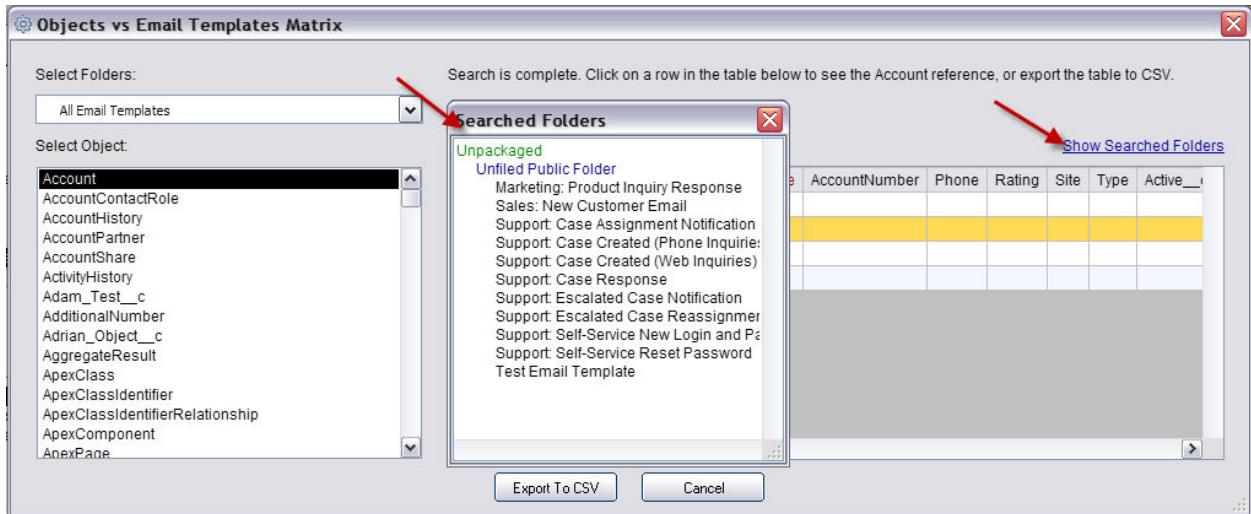 Objects vs Email Templates Matrix
Select Folders:
Search is complete. Click on a row in the table below to see the Account reference, or export the table to CSV.
All Email Templates
Select Object:
Show Searched Folders
Account
AccountContactRole
AccountHistory
AccountPartner
AccountShare
ActivityHistory
Adam_Test__c
AdditionalNumber
Adrian_Object__c
AggregateResult
ApexClass
ApexClassIdentifier
ApexClassIdentifierRelationship
ApexComponent
ApexPage
Searched Folders
Unpackaged
Unfiled Public Folder
Marketing: Product Inquiry Response
Sales: New Customer Email
Support: Case Assignment Notification
Support: Case Created (Phone Inquiries
Support: Case Created (Web Inquiries)
Support: Case Response
Support: Escalated Case Notification
Support: Escalated Case Reassignmer
Support: Self-Service New Login and Pa
Support: Self-Service Reset Password
Test Email Template
e AccountNumber Phone Rating Site Type Active__c
Export To CSV Cancel